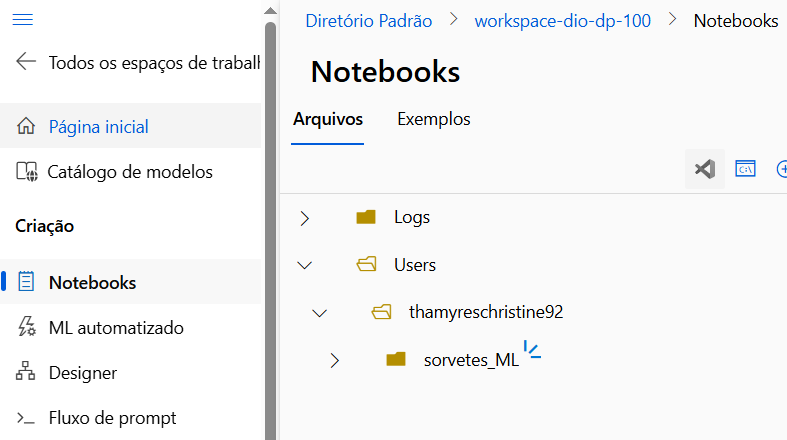 Diretório Padrão > workspace-dio-dp-100 > Notebooks
Todos os espaços de trabal
Página inicial
Catálogo de modelos
Criação
Notebooks
ML automatizado
Designer
Fluxo de prompt
Notebooks
Arquivos Exemplos
Logs
Users
thamyreschristine92
sorvetes_ML